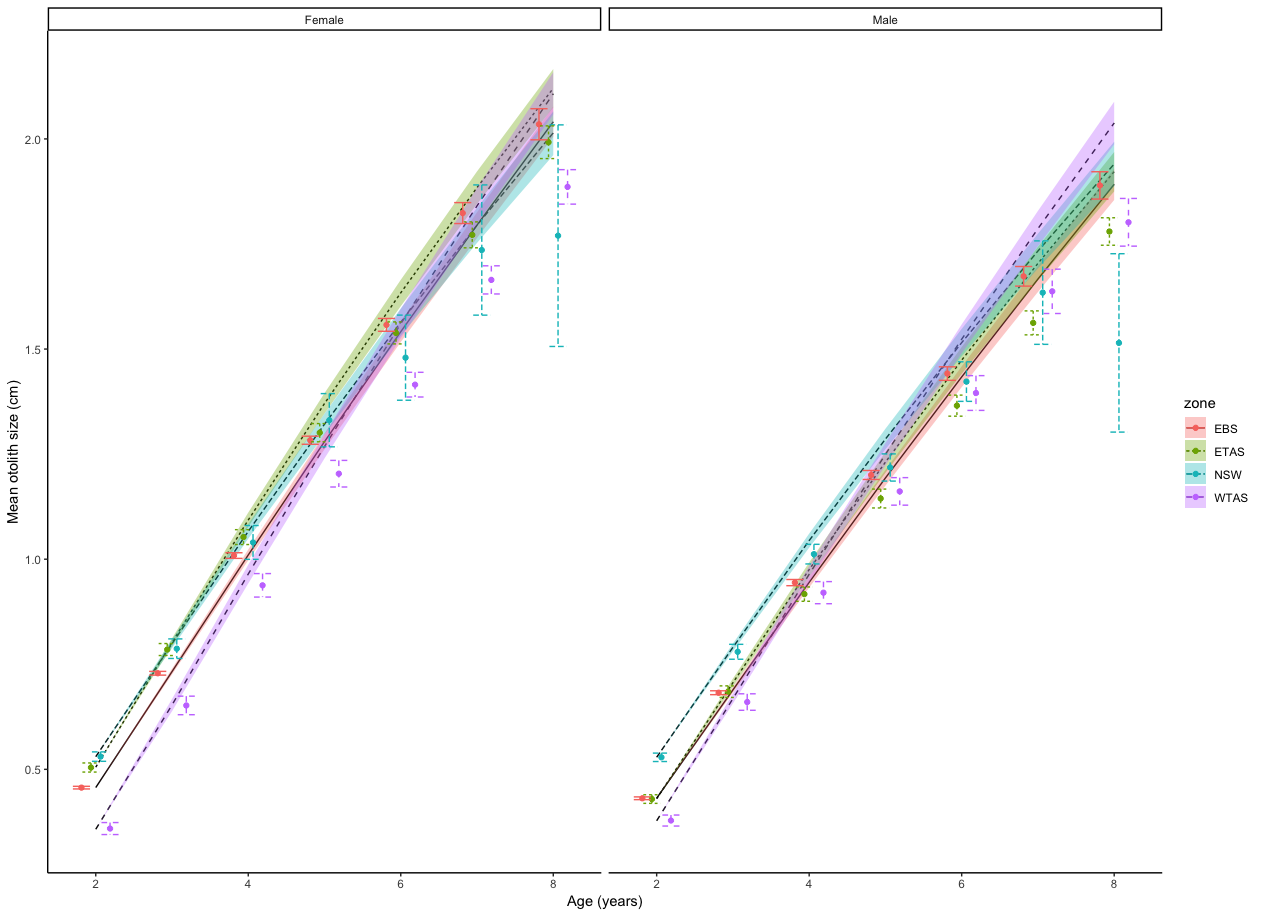 Female
Male
Mean otolith size (cm)
2.0
1.5
1.0
0.5
2
4
6
8
2
4
6
8
Age (years)
zone
EBS
ETAS
NSW
WTAS